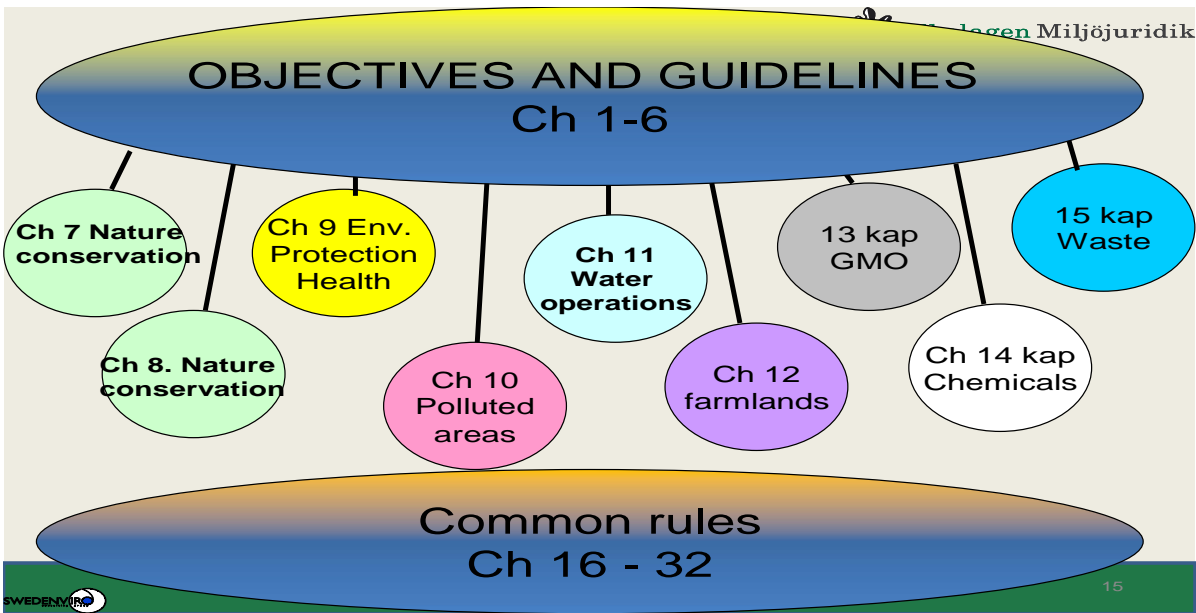 Miljöjuridik
OBJECTIVES AND GUIDELINES
Ch 1-6
Ch 7 Nature
conservation
Ch 8. Nature
conservation
Ch 9 Env.
Protection
Health
Ch 10
Polluted
areas
Ch 11
Water
operations
Ch 12
farmlands
13 kap
GMO
Ch 14 kap
Chemicals
15 kap
Waste
Common rules
Ch 16 - 32
15
SWEDENVIRO